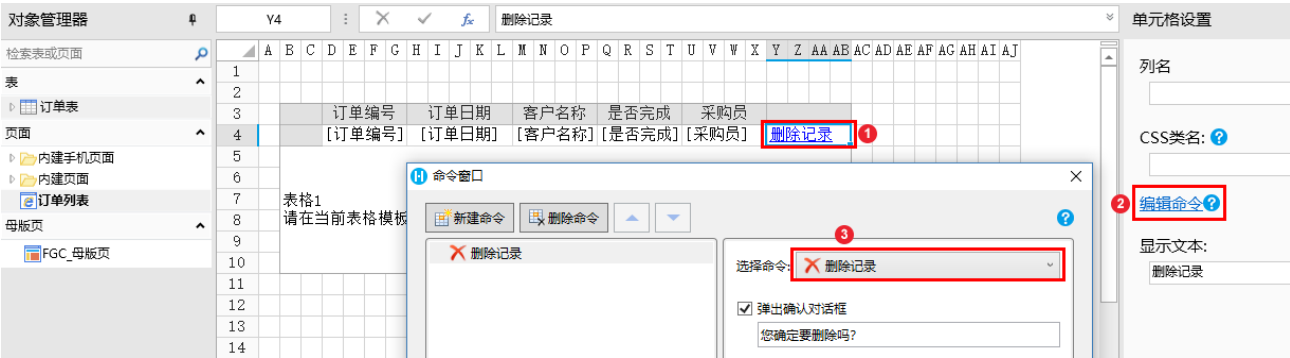 对象管理器
Y4
fx
删除记录
单元格设置
检索表或页面
A B C D E F G H I J K L M N O P Q R S T U V W X Y Z AA AB AC AD AE AF AG AH AI AJ
列名
表
1
订单表
2
3 订单编号 订单日期 客户名称 是否完成 采购员
页面
4 [订单编号] [订单日期] [客户名称] [是否完成] [采购员] 删除记录 1
CSS类名: ?
内建手机页面
5
内建页面
6
命令窗口
订单列表
7 表格1
2 编辑命令 ?
母版页
8 请在当前表格模板
新建命令 删除命令 ?
FGC_母版页
9
3
显示文本:
10
删除记录
选择命令: 删除记录
删除记录
11
12
弹出确认对话框
13
您确定要删除吗?
14